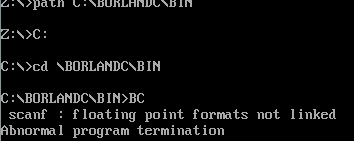 Z:\>path C:\BORLANDC\BIN
Z:\>C:
C:\>cd \BORLANDC\BIN
C:\BORLANDC\BIN>BC
scanf : floating point formats not linked
Abnormal program termination